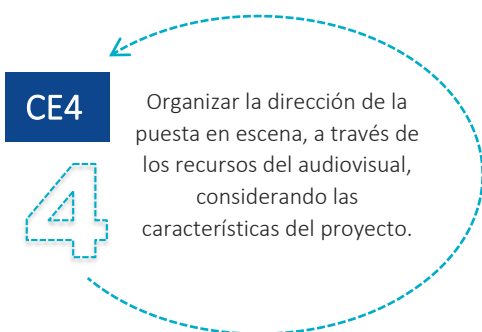 CE4
4
Organizar la dirección de la
puesta en escena, a través de
los recursos del audiovisual,
considerando las
características del proyecto.